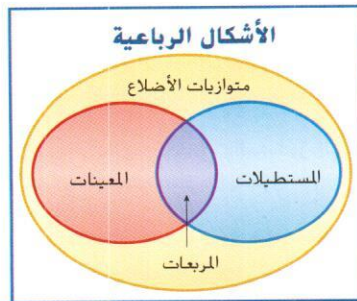 الأشكال الرباعية
متوازيات الأضلاع
المستطيلات
المعينات
المربعات